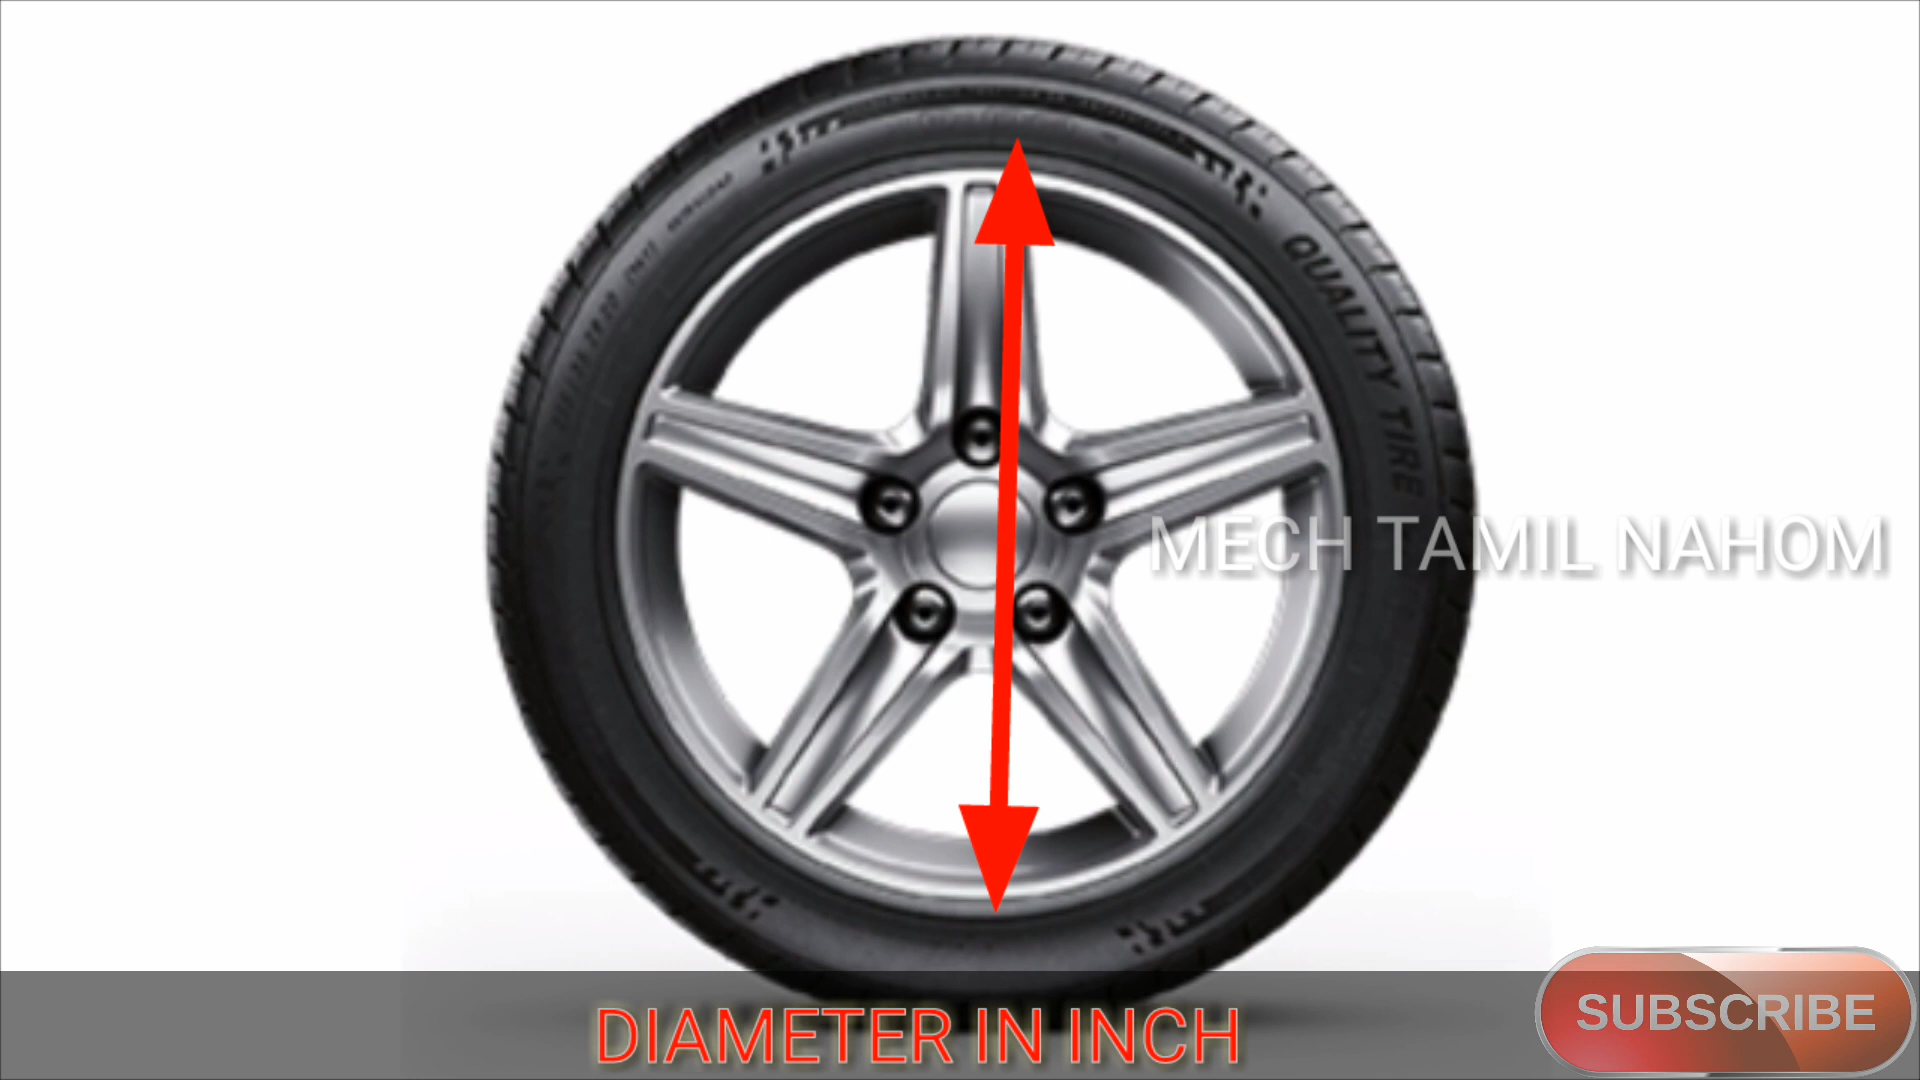 QUALITY TIRE
MECH TAMIL NAHOM
DIAMETER IN INCH
SUBSCRIBE